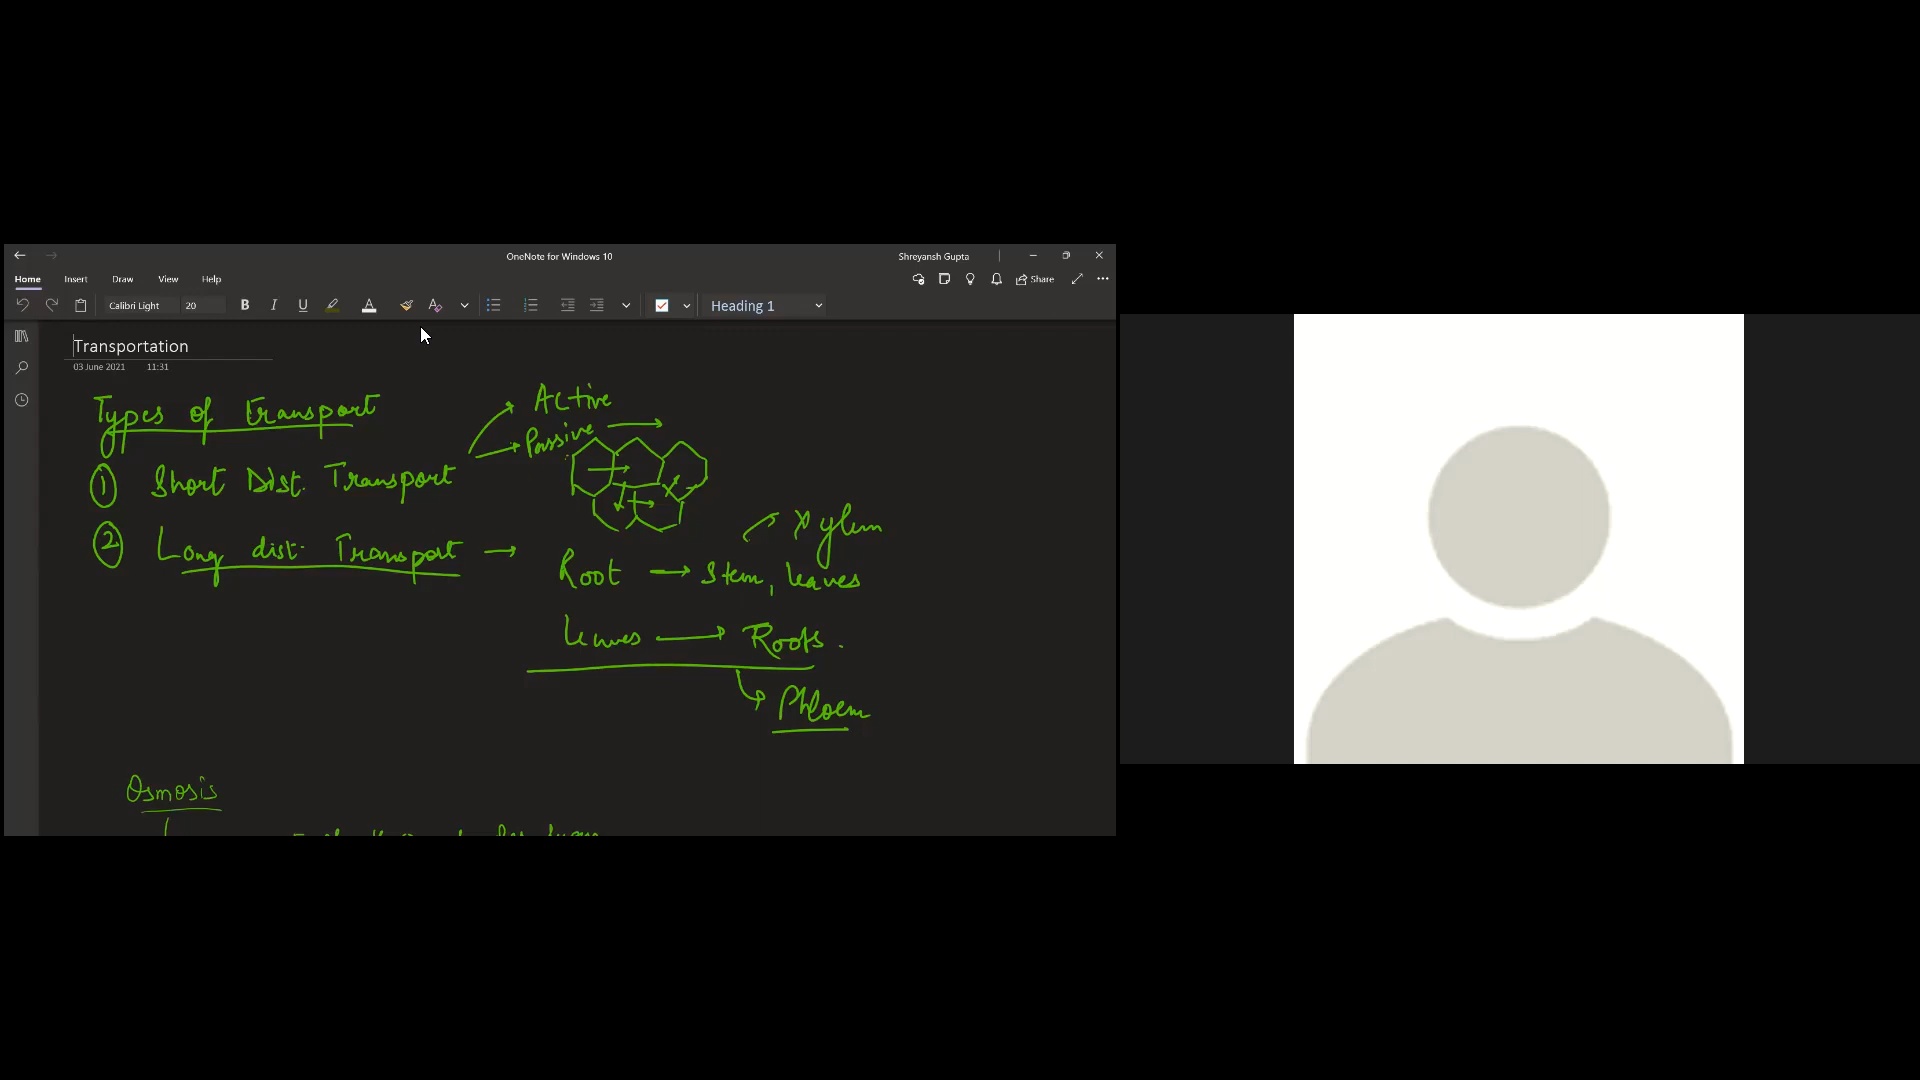 OneNote for Windows 10
Shreyansh Gupta
Home Insert Draw View Help
Share
Calibri Light 20 B I U A A Heading 1
Transportation
03 June 2021 11:31
Types of Transport
Active
Passive
① Short Dist. Transport
② Long dist. Transport
Xylem
Root → Stem, leaves
leaves → Roots.
Phloem
Osmosis